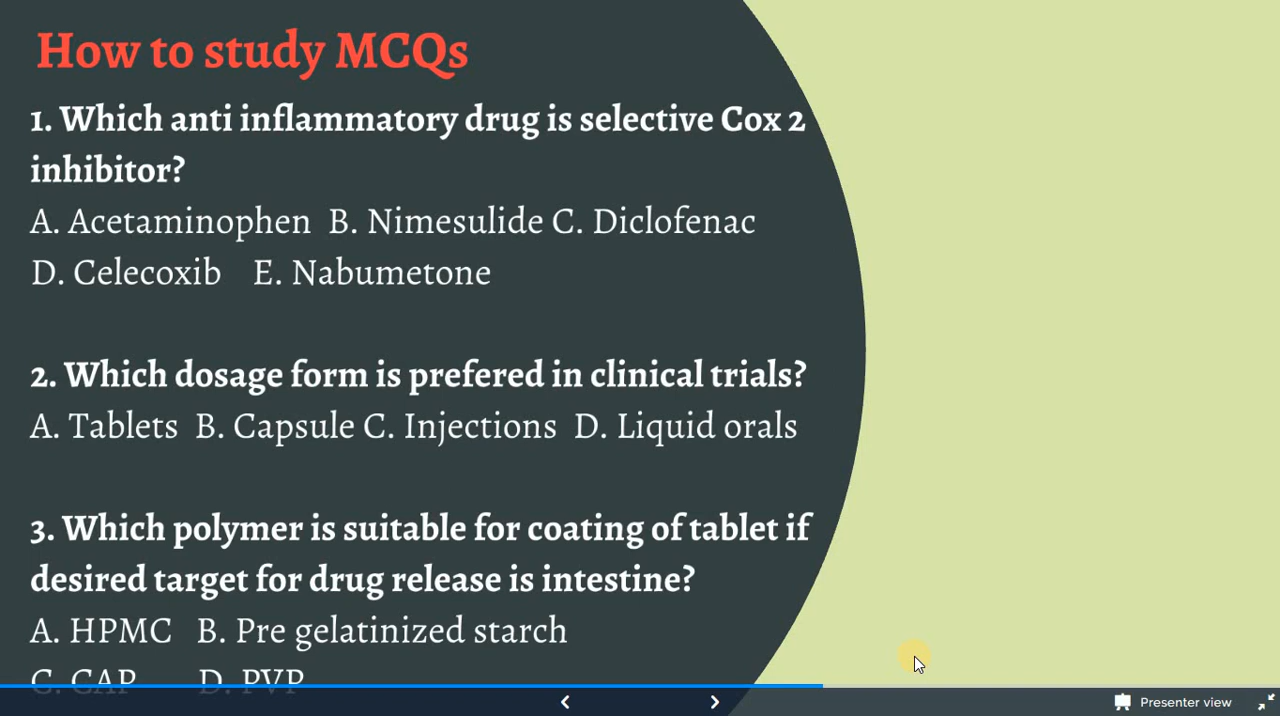 How to study MCQs
1. Which anti inflammatory drug is selective Cox 2
inhibitor?
A. Acetaminophen B. Nimesulide C. Diclofenac
D. Celecoxib E. Nabumetone
2. Which dosage form is prefered in clinical trials?
A. Tablets B. Capsule C. Injections D. Liquid orals
3. Which polymer is suitable for coating of tablet if
desired target for drug release is intestine?
A. HPMC B. Pre gelatinized starch
C. CAP D. PVP
Presenter view